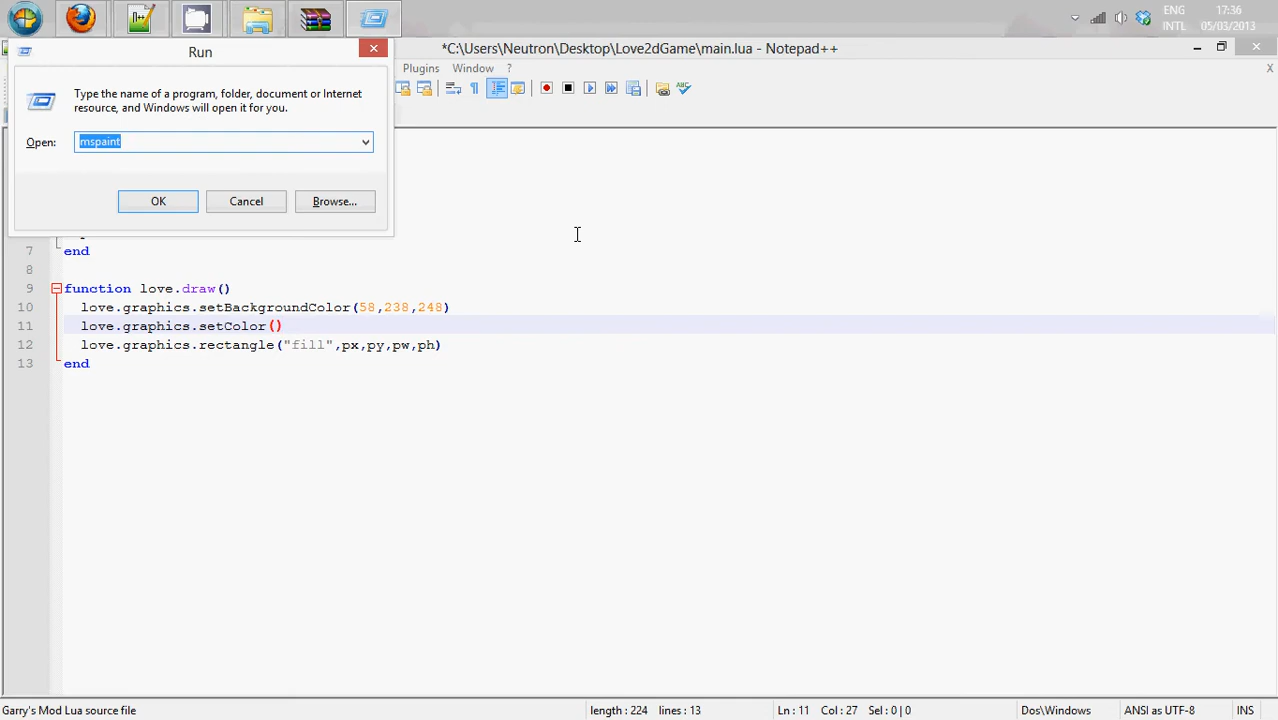 ENG
INTL
17:36
05/03/2013
Run
*C:\Users\Neutron\Desktop\Love2dGame\main.lua - Notepad++
Plugins Window ? X
Type the name of a program, folder, document or Internet
resource, and Windows will open it for you.
Open: mspaint
OK Cancel Browse...
7 end
8
9 function love.draw()
10 love.graphics.setBackgroundColor(58,238,248)
11 love.graphics.setColor()
12 love.graphics.rectangle("fill",px,py,pw,ph)
13 end
Garry's Mod Lua source file length : 224 lines : 13 Ln : 11 Col : 27 Sel : 0 | 0 Dos\Windows ANSI as UTF-8 INS